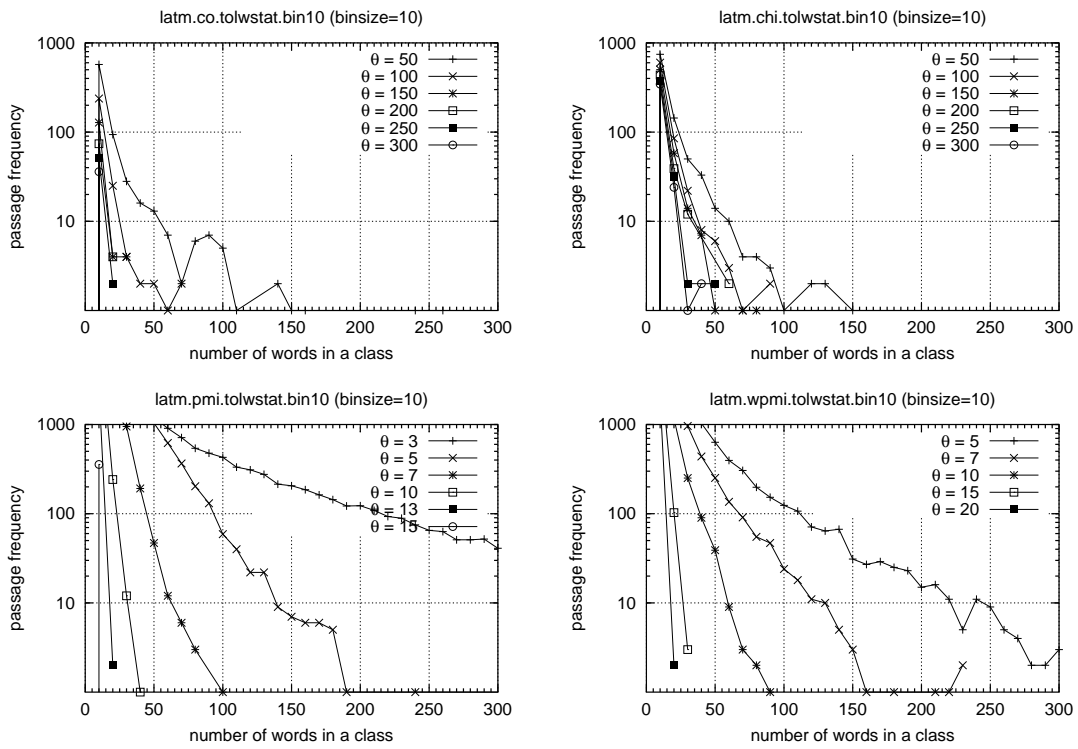 latm.co.tolwstat.bin10 (binsize=10)
1000
100
10
passage frequency
0 50 100 150 200 250 300
number of words in a class
θ = 50
θ = 100
θ = 150
θ = 200
θ = 250
θ = 300
latm.chi.tolwstat.bin10 (binsize=10)
1000
100
10
passage frequency
0 50 100 150 200 250 300
number of words in a class
θ = 50
θ = 100
θ = 150
θ = 200
θ = 250
θ = 300
latm.pmi.tolwstat.bin10 (binsize=10)
1000
100
10
passage frequency
0 50 100 150 200 250 300
number of words in a class
θ = 3
θ = 5
θ = 7
θ = 10
θ = 13
θ = 15
latm.wpmi.tolwstat.bin10 (binsize=10)
1000
100
10
passage frequency
0 50 100 150 200 250 300
number of words in a class
θ = 5
θ = 7
θ = 10
θ = 15
θ = 20